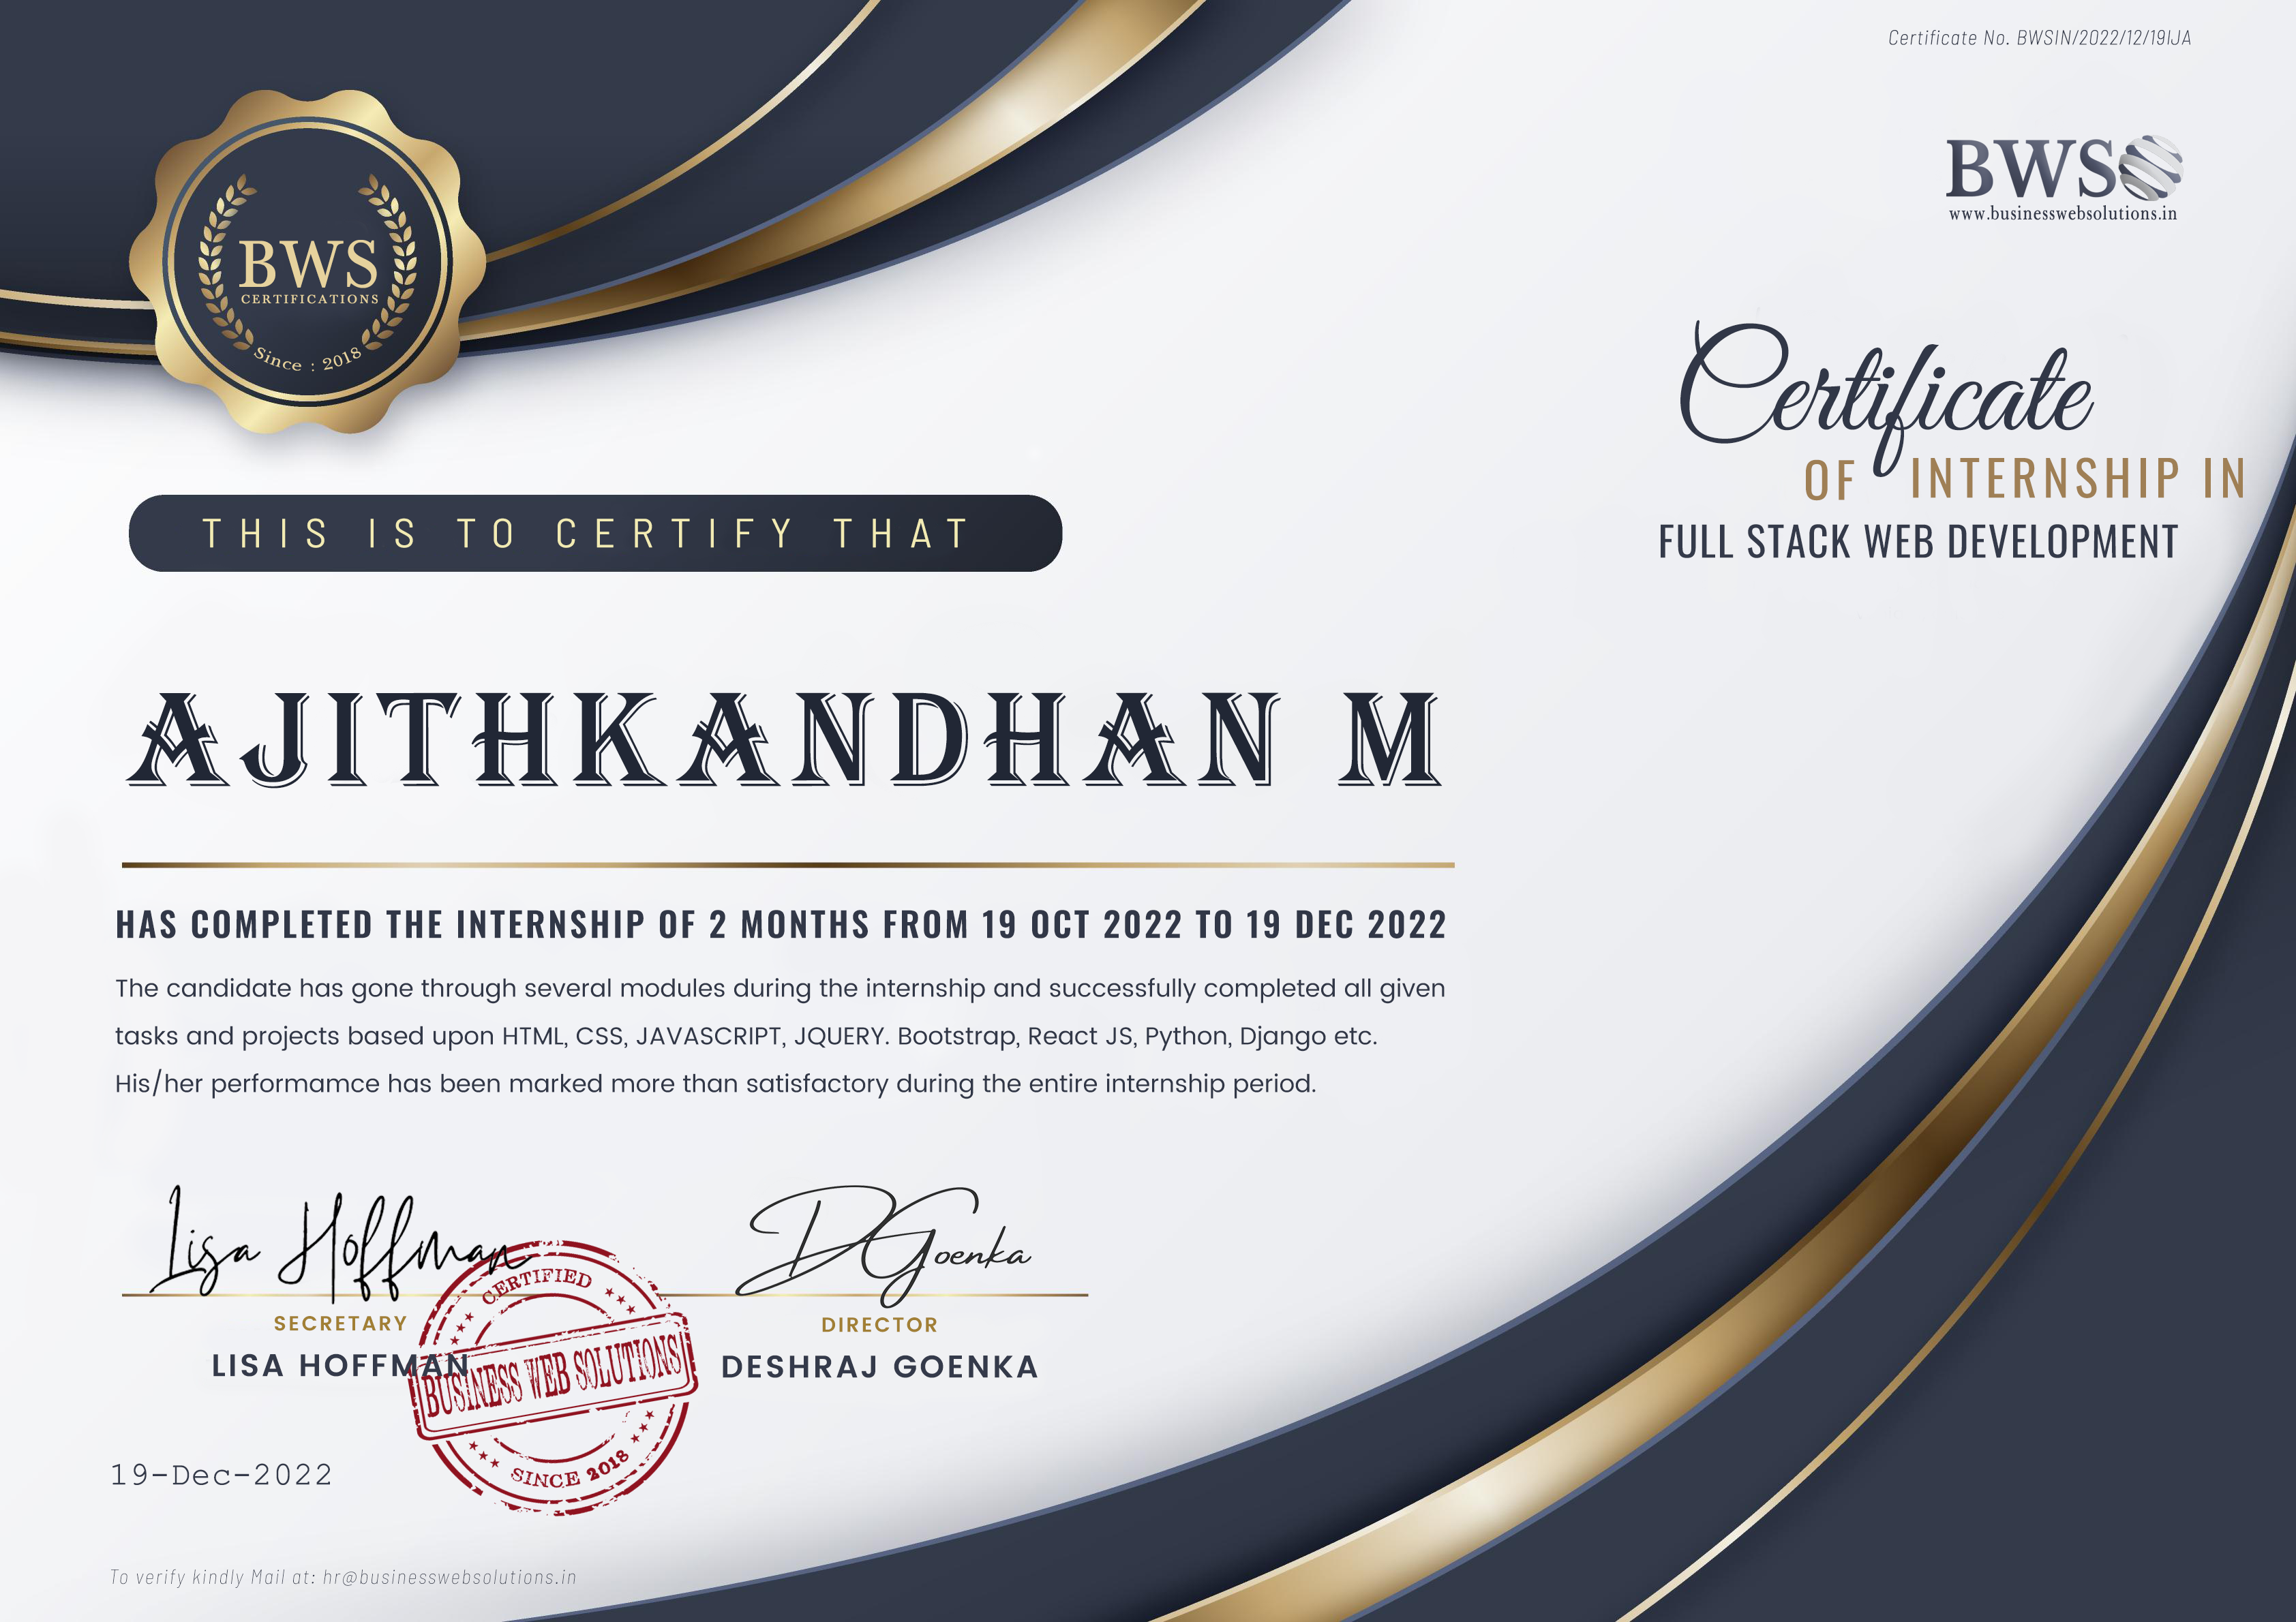 Certificate No. BWSIN/2022/12/19IJA
BWS
www.businesswebsolutions.in
BWS
CERTIFICATIONS
Since : 2018
Certificate
OF INTERNSHIP IN
FULL STACK WEB DEVELOPMENT
THIS IS TO CERTIFY THAT
AJITHKANDHAN M
HAS COMPLETED THE INTERNSHIP OF 2 MONTHS FROM 19 OCT 2022 TO 19 DEC 2022
The candidate has gone through several modules during the internship and successfully completed all given
tasks and projects based upon HTML, CSS, JAVASCRIPT, JQUERY. Bootstrap, React JS, Python, Django etc.
His/her performamce has been marked more than satisfactory during the entire internship period.
Lisa Hoffman
DGoenka
SECRETARY
DIRECTOR
LISA HOFFMAN
DESHRAJ GOENKA
CERTIFIED
BUSINESS WEB SOLUTIONS
SINCE 2018
19-Dec-2022
To verify kindly Mail at: hr@businesswebsolutions.in